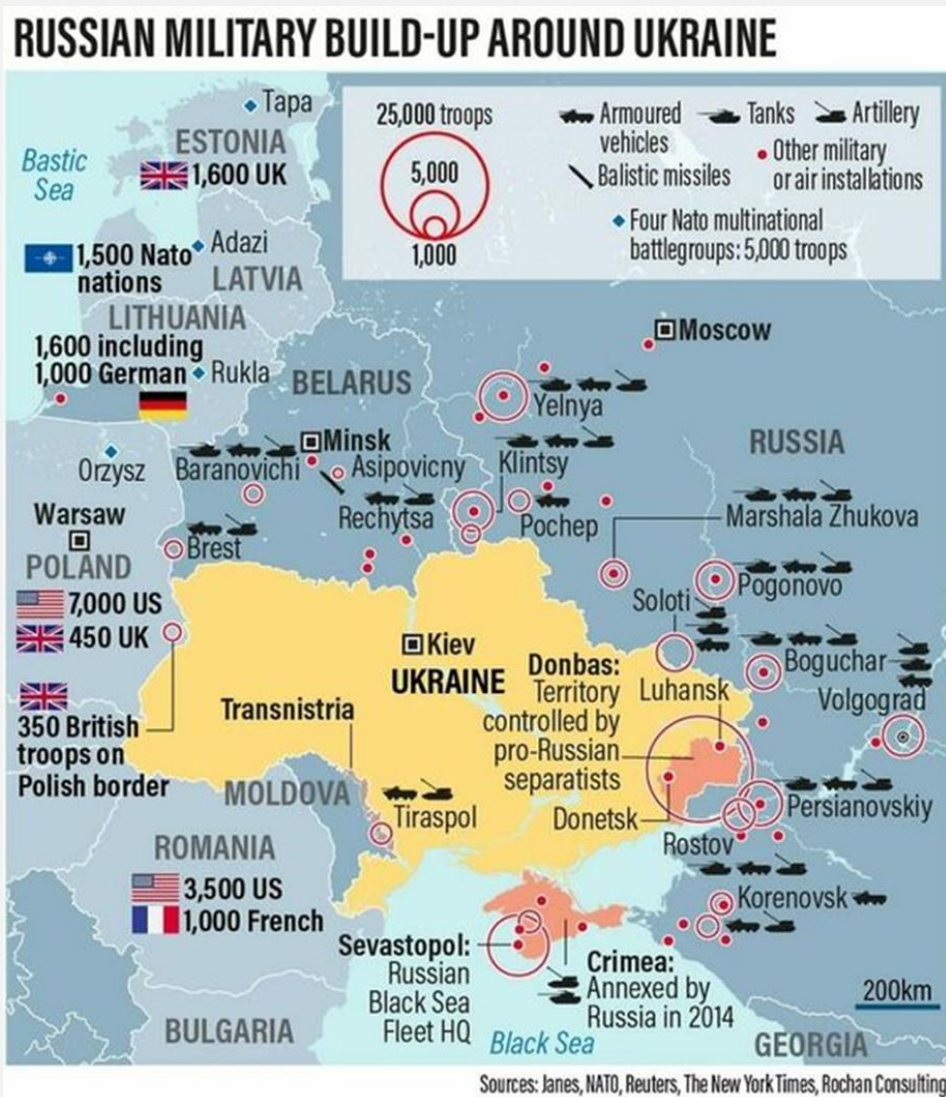 RUSSIAN MILITARY BUILD-UP AROUND UKRAINE
Tapa
ESTONIA
Bastic
Sea
1,600 UK
25,000 troops
5,000
1,000
Armoured
vehicles
Tanks
Artillery
Balistic missiles
Other military
or air installations
Four Nato multinational
battlegroups: 5,000 troops
1,500 Nato
nations
Adazi
LATVIA
LITHUANIA
1,600 including
1,000 German
Rukla
BELARUS
Moscow
Yelnya
RUSSIA
Orzysz
Baranovichi
Minsk
Asipovicny
Klintsy
Rechytsa
Pochep
Marshala Zhukova
Warsaw
Brest
POLAND
7,000 US
450 UK
Pogonovo
Soloti
Kiev
UKRAINE
Boguchar
Volgograd
350 British
troops on
Polish border
Transnistria
Donbas:
Territory
controlled by
pro-Russian
separatists
Luhansk
MOLDOVA
Tiraspol
Donetsk
Persianovskiy
Rostov
ROMANIA
3,500 US
1,000 French
Korenovsk
Sevastopol:
Russian
Black Sea
Fleet HQ
Crimea:
Annexed by
Russia in 2014
200km
BULGARIA
Black Sea
GEORGIA
Sources: Janes, NATO, Reuters, The New York Times, Rochan Consulting